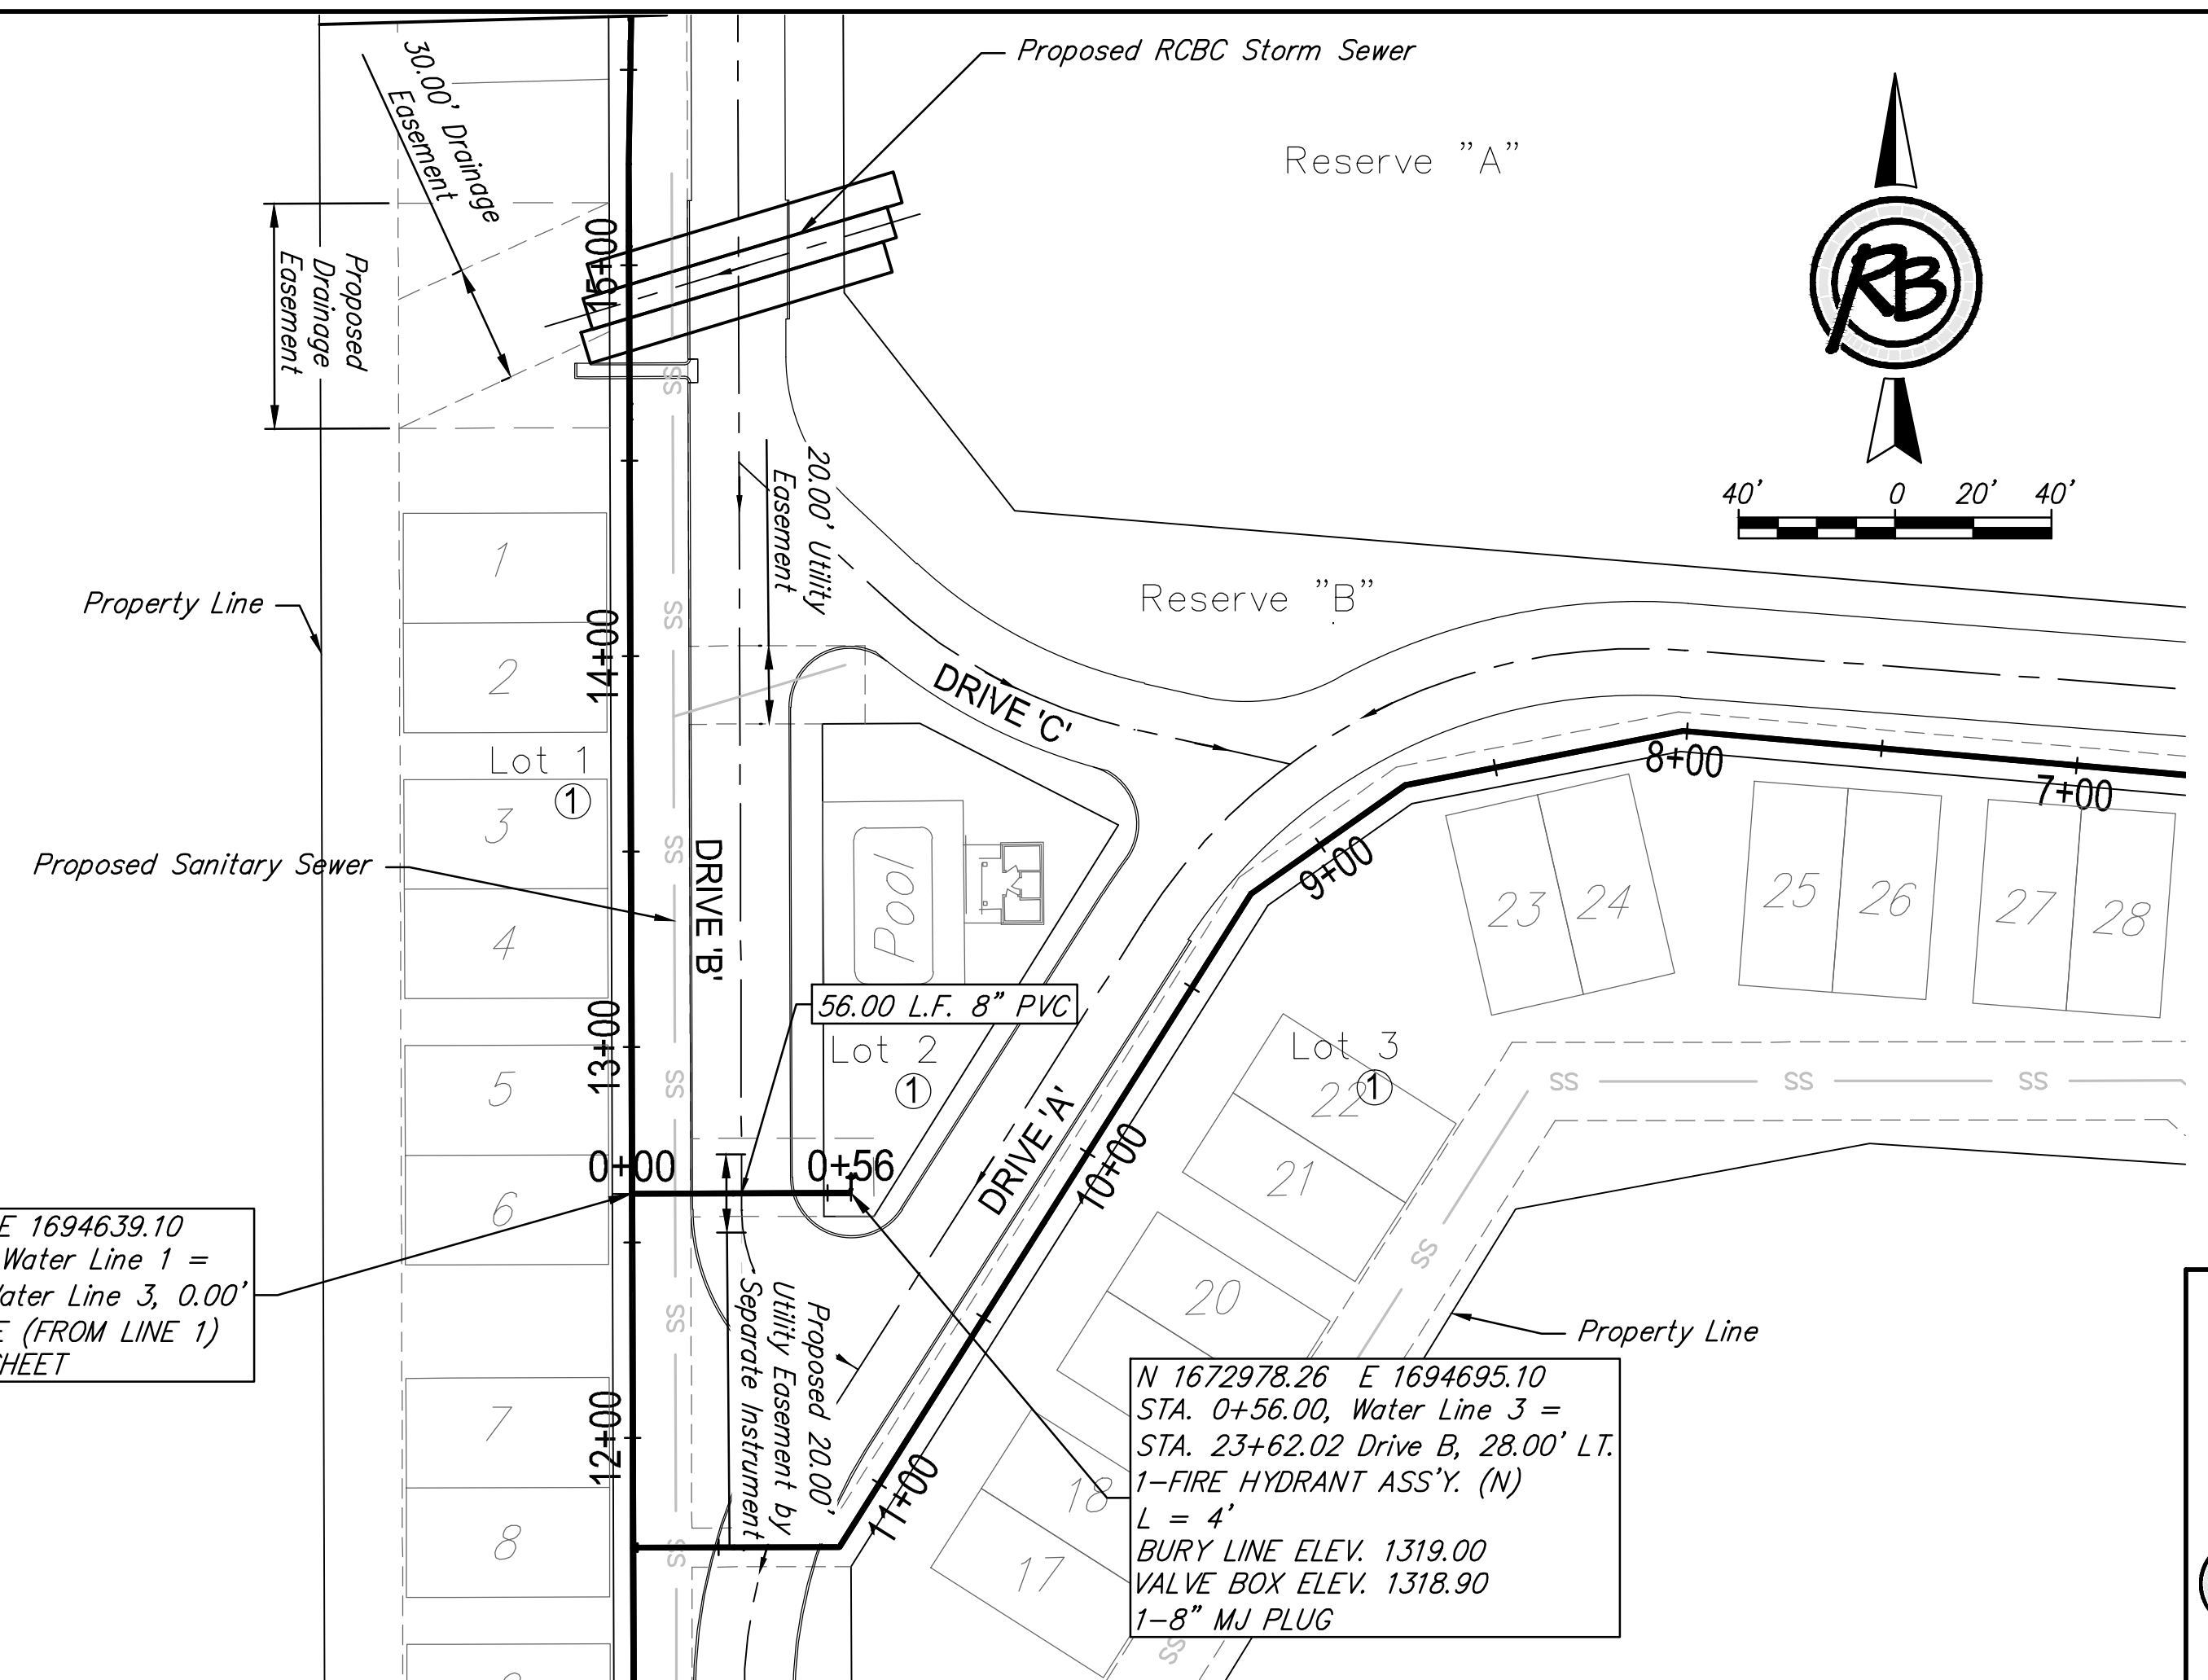 Proposed RCBC Storm Sewer
30.00' Drainage
Easement
Reserve "A"
RB
15+00
Proposed
Drainage
Easement
SS
20.00' Utility
Easement
40'
0
20'
40'
1
Property Line
Reserve "B"
SS
2
14+00
DRIVE 'C'
Lot 1
1
8+00
7+00
3
Proposed Sanitary Sewer
SS
DRIVE 'B'
Pool
9+00
23
24
25
26
27
28
4
56.00 L.F. 8" PVC
13+00
Lot 2
1
Lot 3
1
22
SS
SS
SS
5
SS
DRIVE 'A'
10+00
0+00
0+56
21
6
E 1694639.10
Water Line 1 =
Water Line 3, 0.00'
(FROM LINE 1)
SS
SS
20
Property Line
Proposed 20.00'
Utility Easement by
Separate Instrument
N 1672978.26 E 1694695.10
STA. 0+56.00, Water Line 3 =
STA. 23+62.02 Drive B, 28.00' LT.
1-FIRE HYDRANT ASS'Y. (N)
L = 4'
BURY LINE ELEV. 1319.00
VALVE BOX ELEV. 1318.90
1-8" MJ PLUG
7
12+00
11+00
18
8
SS
17
SS